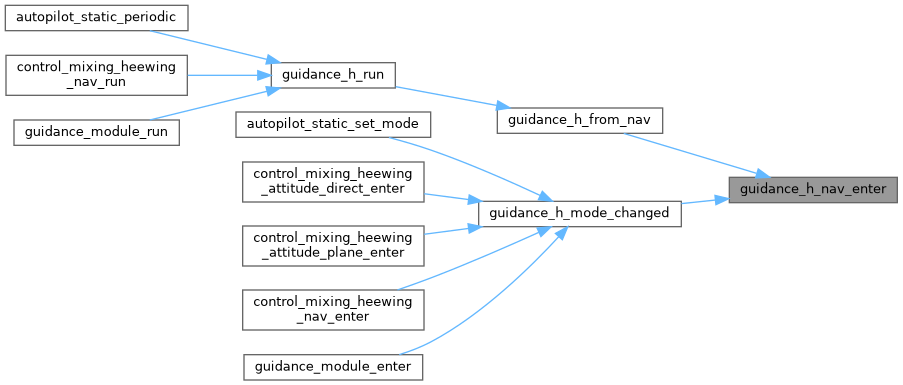 autopilot_static_periodic
control_mixing_heewing
_nav_run
guidance_module_run
guidance_h_run
autopilot_static_set_mode
control_mixing_heewing
_attitude_direct_enter
control_mixing_heewing
_attitude_plane_enter
control_mixing_heewing
_nav_enter
guidance_module_enter
guidance_h_from_nav
guidance_h_mode_changed
guidance_h_nav_enter